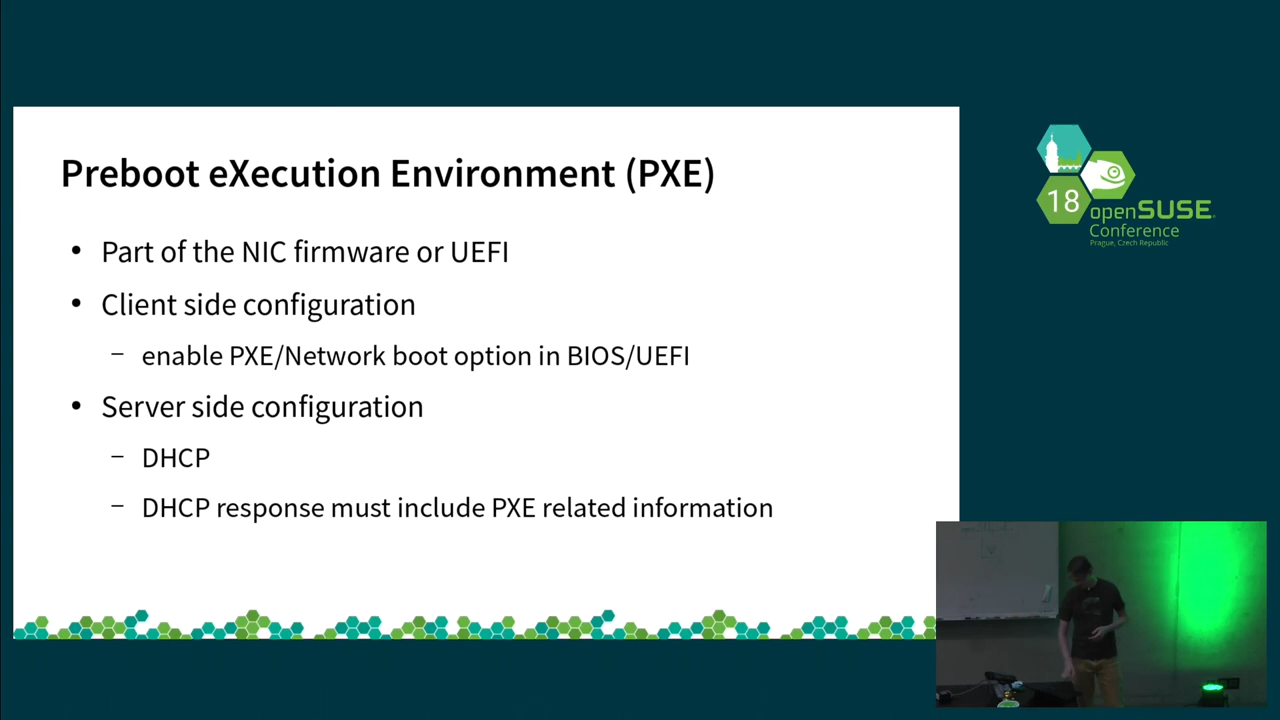 Preboot eXecution Environment (PXE)
• Part of the NIC firmware or UEFI
• Client side configuration
– enable PXE/Network boot option in BIOS/UEFI
• Server side configuration
– DHCP
– DHCP response must include PXE related information
18
openSUSE
Conference
Prague, Czech Republic